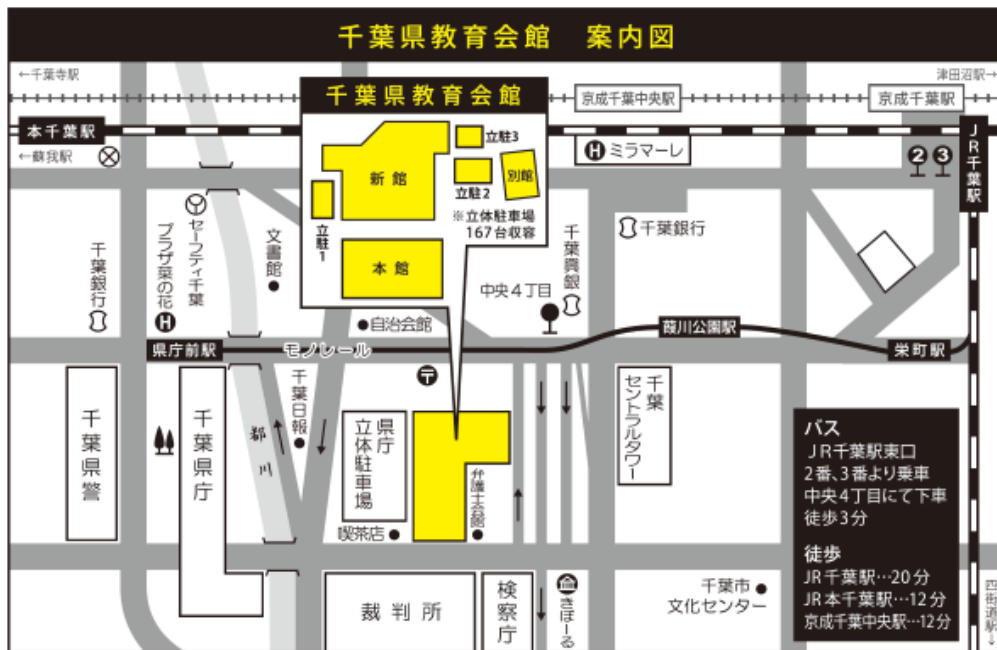 千葉県教育会館　案内図
←千葉寺駅
津田沼駅→
千葉県教育会館
京成千葉中央駅
京成千葉駅
本千葉駅
←蘇我駅
ミラマーレ
JR千葉駅
2
3
新館
立駐3
立駐2
別館
立駐1
※立体駐車場
167台収容
本館
セーフティ千葉
プラザ菜の花
文書館
千葉銀行
千葉興銀
千葉銀行
中央4丁目
自治会館
県庁前駅
モノレール
葭川公園駅
栄町駅
千葉県警
千葉県庁
都川
千葉日報
県庁
立体駐車場
弁護士会館
喫茶店
千葉
セントラルタワー
バス
JR千葉駅東口
2番、3番より乗車
中央4丁目にて下車
徒歩3分
徒歩
JR千葉駅…20分
JR本千葉駅…12分
京成千葉中央駅…12分
裁判所
検察庁
きぼーる
千葉市
文化センター
四街道駅→